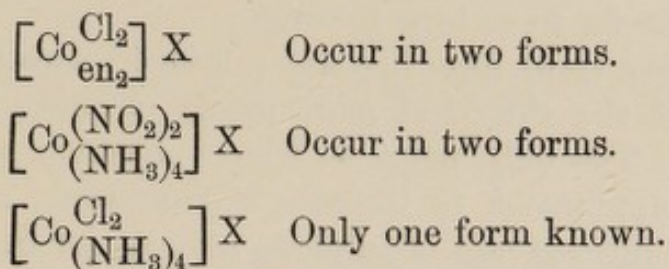 [Co Cl₂ en₂] X Occur in two forms.
[Co (NO₂)₂ (NH₃)₄] X Occur in two forms.
[Co Cl₂ (NH₃)₄] X Only one form known.